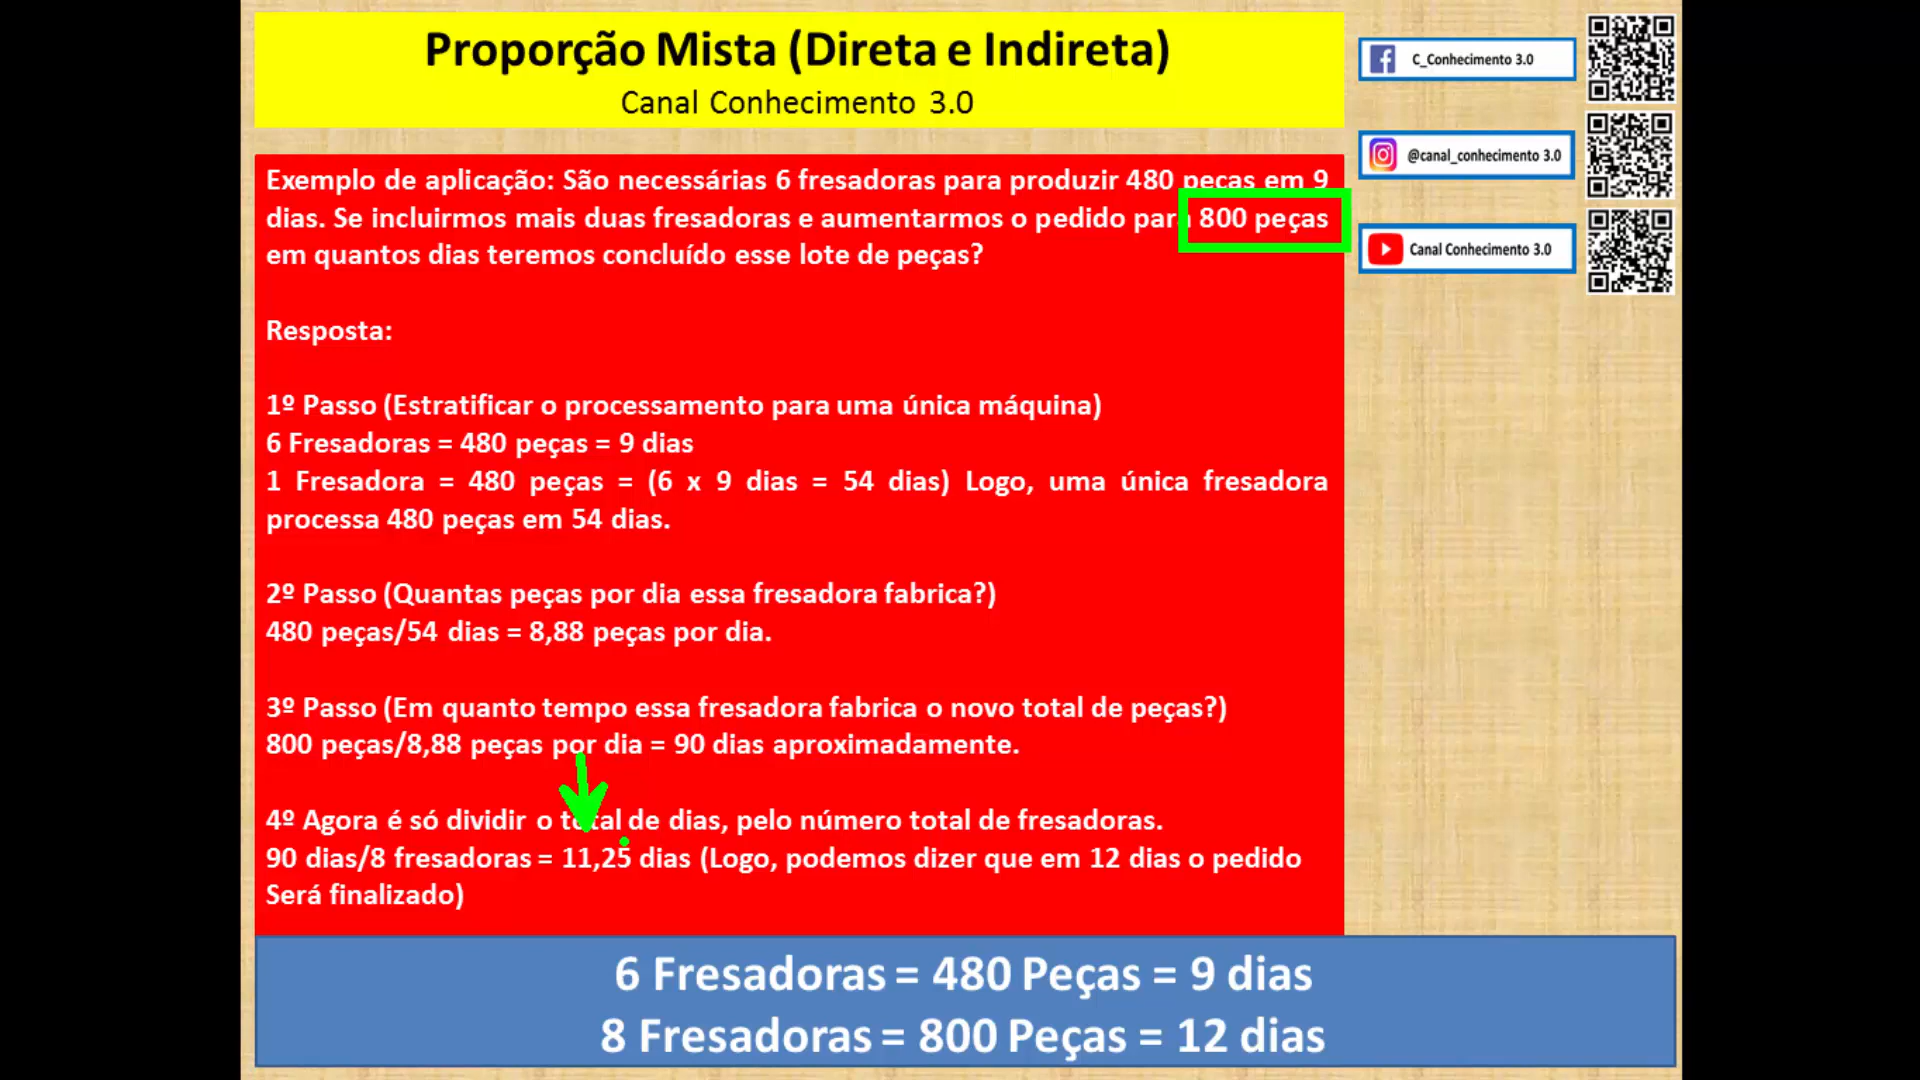 Proporção Mista (Direta e Indireta)
Canal Conhecimento 3.0
C_Conhecimento 3.0
@canal_conhecimento 3.0
Canal Conhecimento 3.0
Exemplo de aplicação: São necessárias 6 fresadoras para produzir 480 peças em 9
dias. Se incluirmos mais duas fresadoras e aumentarmos o pedido para 800 peças
em quantos dias teremos concluído esse lote de peças?
Resposta:
1º Passo (Estratificar o processamento para uma única máquina)
6 Fresadoras = 480 peças = 9 dias
1 Fresadora = 480 peças = (6 x 9 dias = 54 dias) Logo, uma única fresadora
processa 480 peças em 54 dias.
2º Passo (Quantas peças por dia essa fresadora fabrica?)
480 peças/54 dias = 8,88 peças por dia.
3º Passo (Em quanto tempo essa fresadora fabrica o novo total de peças?)
800 peças/8,88 peças por dia = 90 dias aproximadamente.
4º Agora é só dividir o total de dias, pelo número total de fresadoras.
90 dias/8 fresadoras = 11,25 dias (Logo, podemos dizer que em 12 dias o pedido
Será finalizado)
6 Fresadoras = 480 Peças = 9 dias
8 Fresadoras = 800 Peças = 12 dias